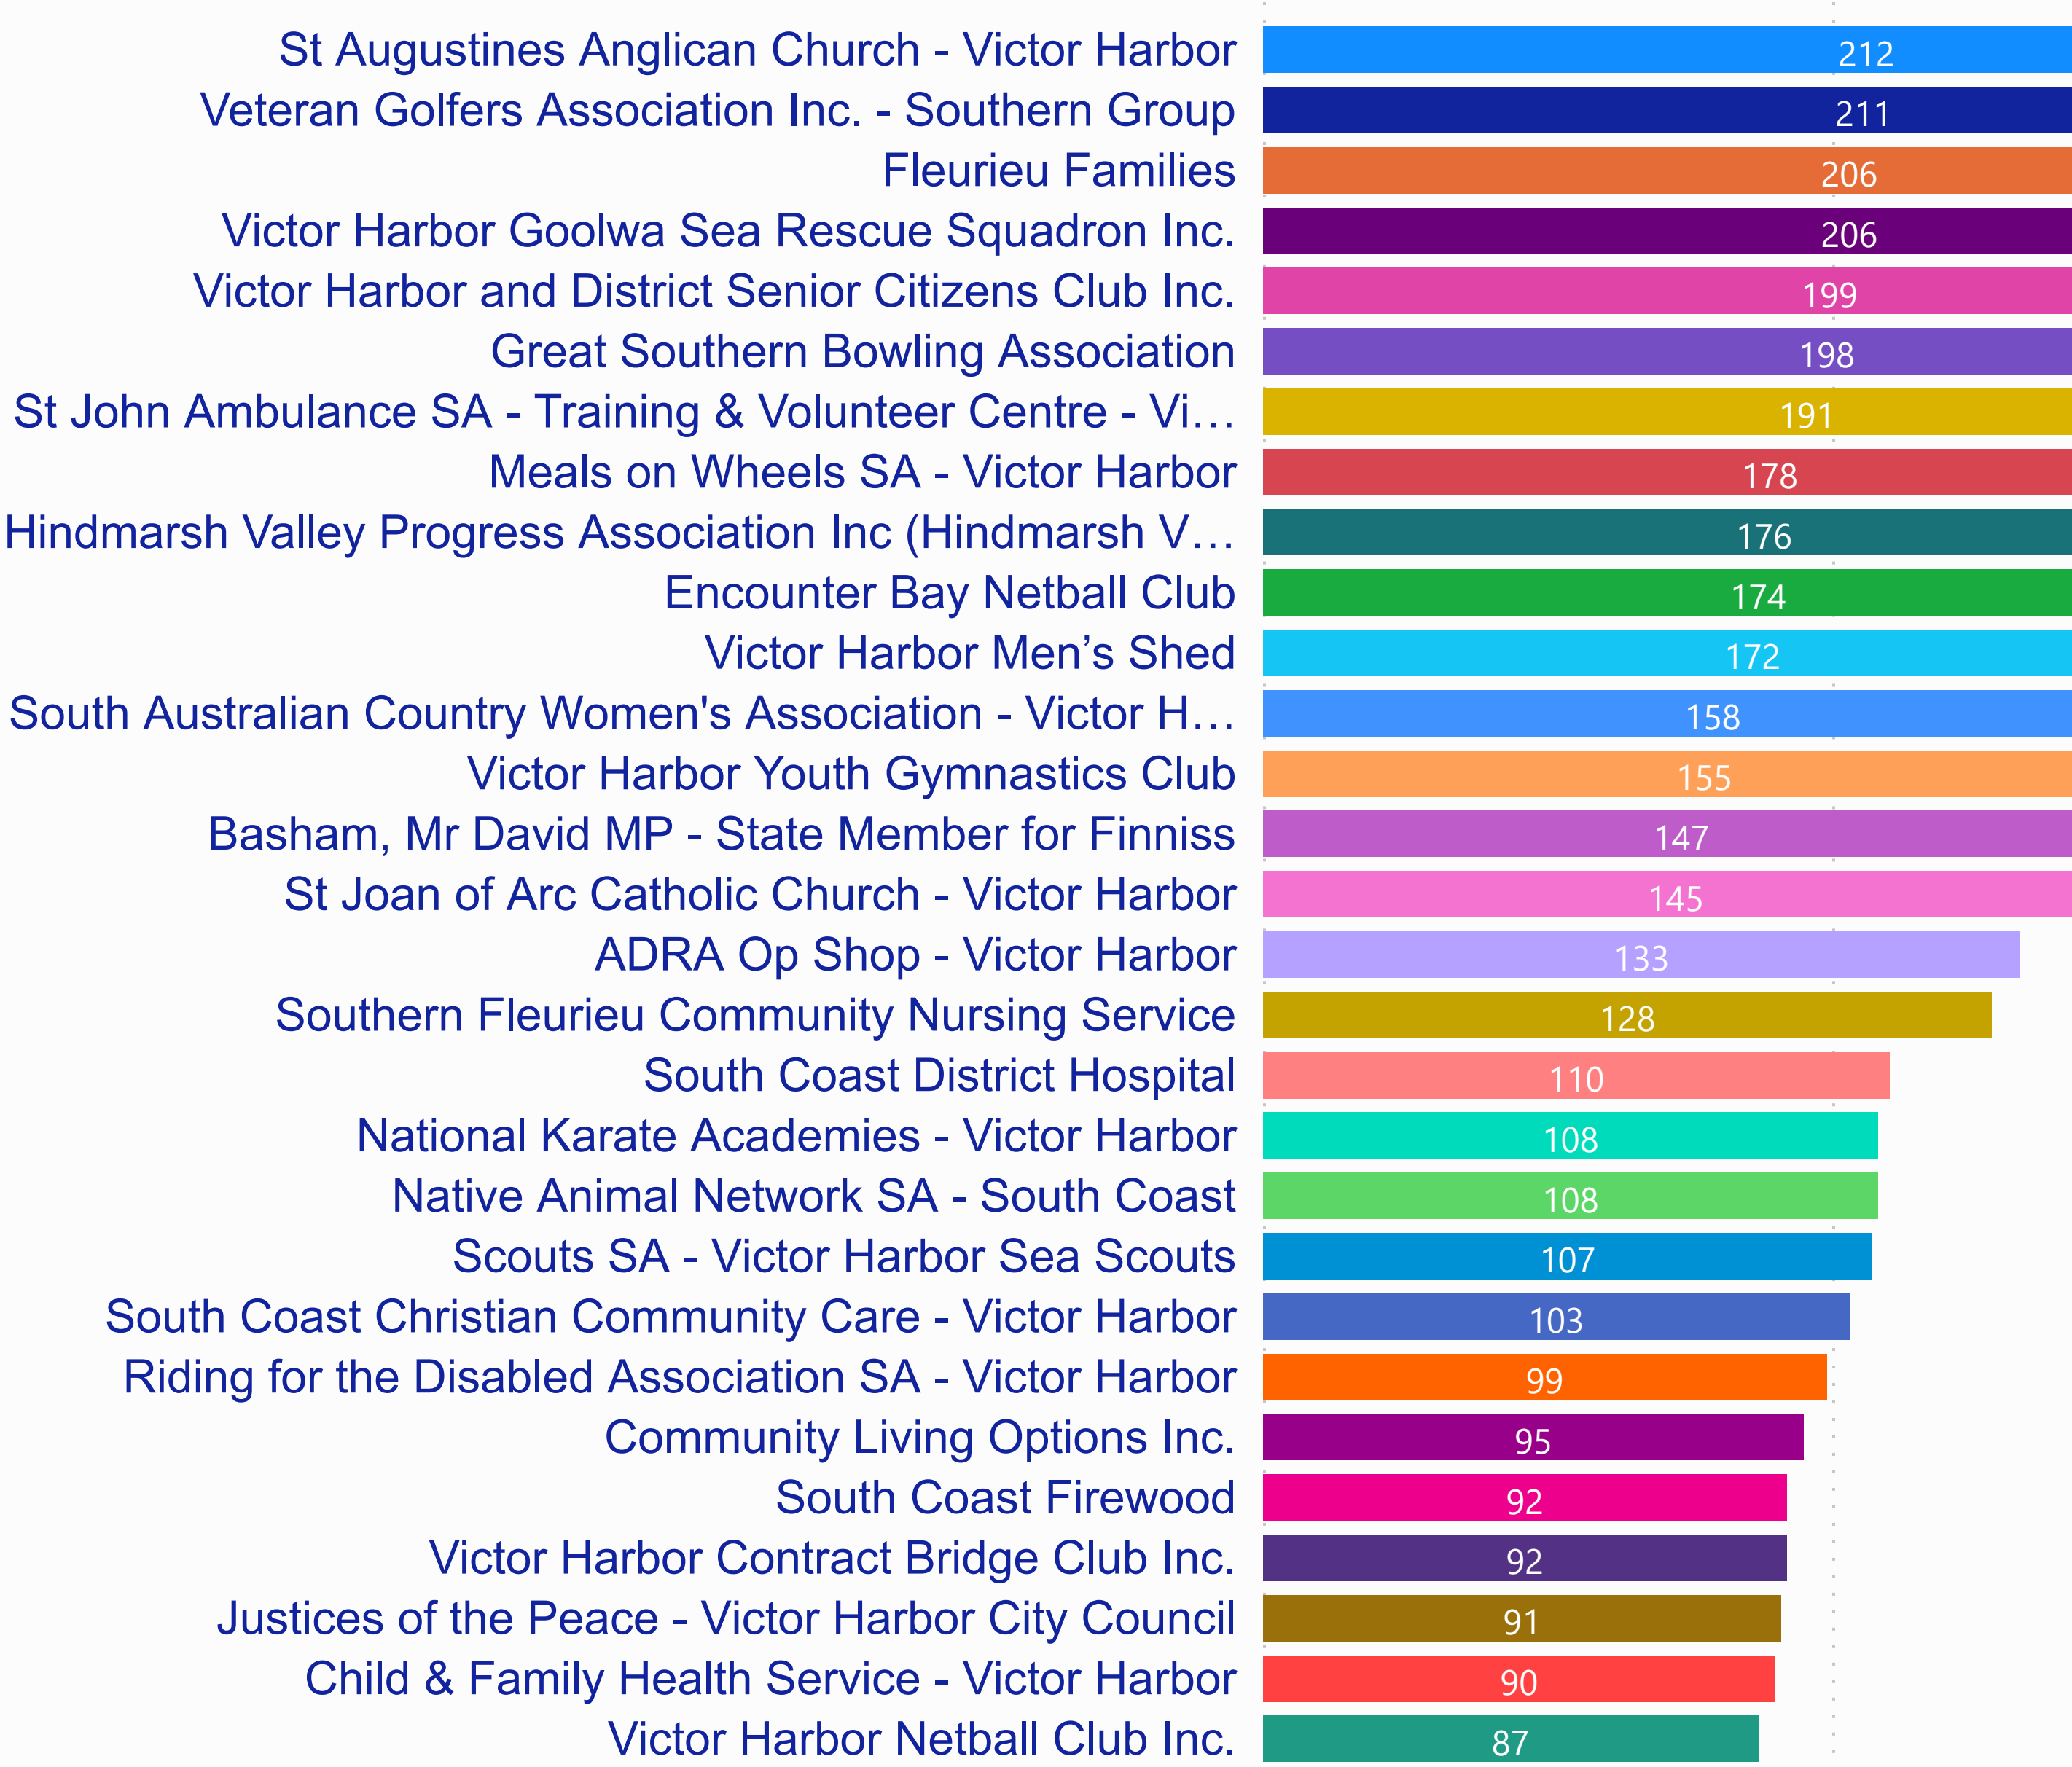 St Augustines Anglican Church - Victor Harbor 212
Veteran Golfers Association Inc. - Southern Group 211
Fleurieu Families 206
Victor Harbor Goolwa Sea Rescue Squadron Inc. 206
Victor Harbor and District Senior Citizens Club Inc. 199
Great Southern Bowling Association 198
St John Ambulance SA - Training & Volunteer Centre - Vi... 191
Meals on Wheels SA - Victor Harbor 178
Hindmarsh Valley Progress Association Inc (Hindmarsh V... 176
Encounter Bay Netball Club 174
Victor Harbor Men’s Shed 172
South Australian Country Women's Association - Victor H... 158
Victor Harbor Youth Gymnastics Club 155
Basham, Mr David MP - State Member for Finniss 147
St Joan of Arc Catholic Church - Victor Harbor 145
ADRA Op Shop - Victor Harbor 133
Southern Fleurieu Community Nursing Service 128
South Coast District Hospital 110
National Karate Academies - Victor Harbor 108
Native Animal Network SA - South Coast 108
Scouts SA - Victor Harbor Sea Scouts 107
South Coast Christian Community Care - Victor Harbor 103
Riding for the Disabled Association SA - Victor Harbor 99
Community Living Options Inc. 95
South Coast Firewood 92
Victor Harbor Contract Bridge Club Inc. 92
Justices of the Peace - Victor Harbor City Council 91
Child & Family Health Service - Victor Harbor 90
Victor Harbor Netball Club Inc. 87